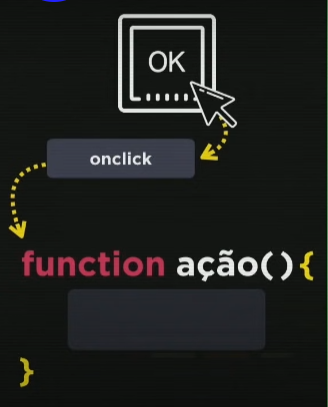 OK
onclick
function ação(){
}